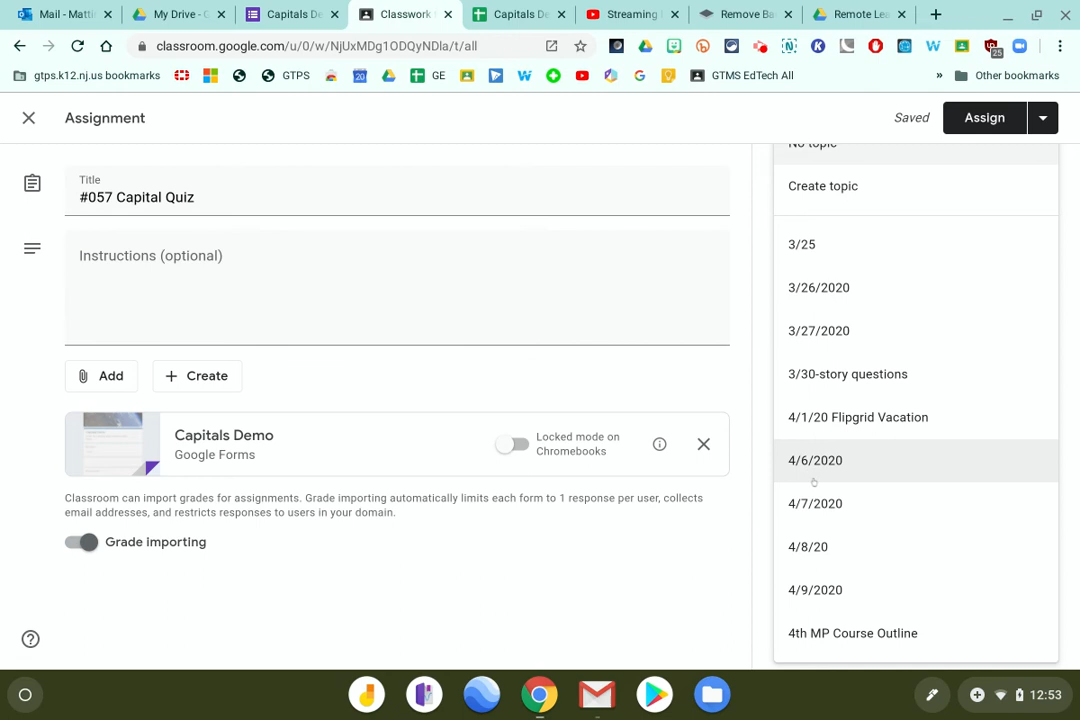 Mail - Mattin
My Drive - G
Capitals De
Classwork
Capitals De
Streaming
Remove Ba
Remote Lea
classroom.google.com/u/0/w/NjUxMDg1ODQyNDla/t/all
25
gtps.k12.nj.us bookmarks
20
GTPS
GE
GTMS EdTech All
»
Other bookmarks
Assignment
Saved
Assign
No topic
Title
#057 Capital Quiz
Create topic
Instructions (optional)
3/25
3/26/2020
3/27/2020
Add
Create
3/30-story questions
4/1/20 Flipgrid Vacation
Capitals Demo
Google Forms
Locked mode on
Chromebooks
4/6/2020
Classroom can import grades for assignments. Grade importing automatically limits each form to 1 response per user, collects
email addresses, and restricts responses to users in your domain.
4/7/2020
Grade importing
4/8/20
4/9/2020
4th MP Course Outline
12:53